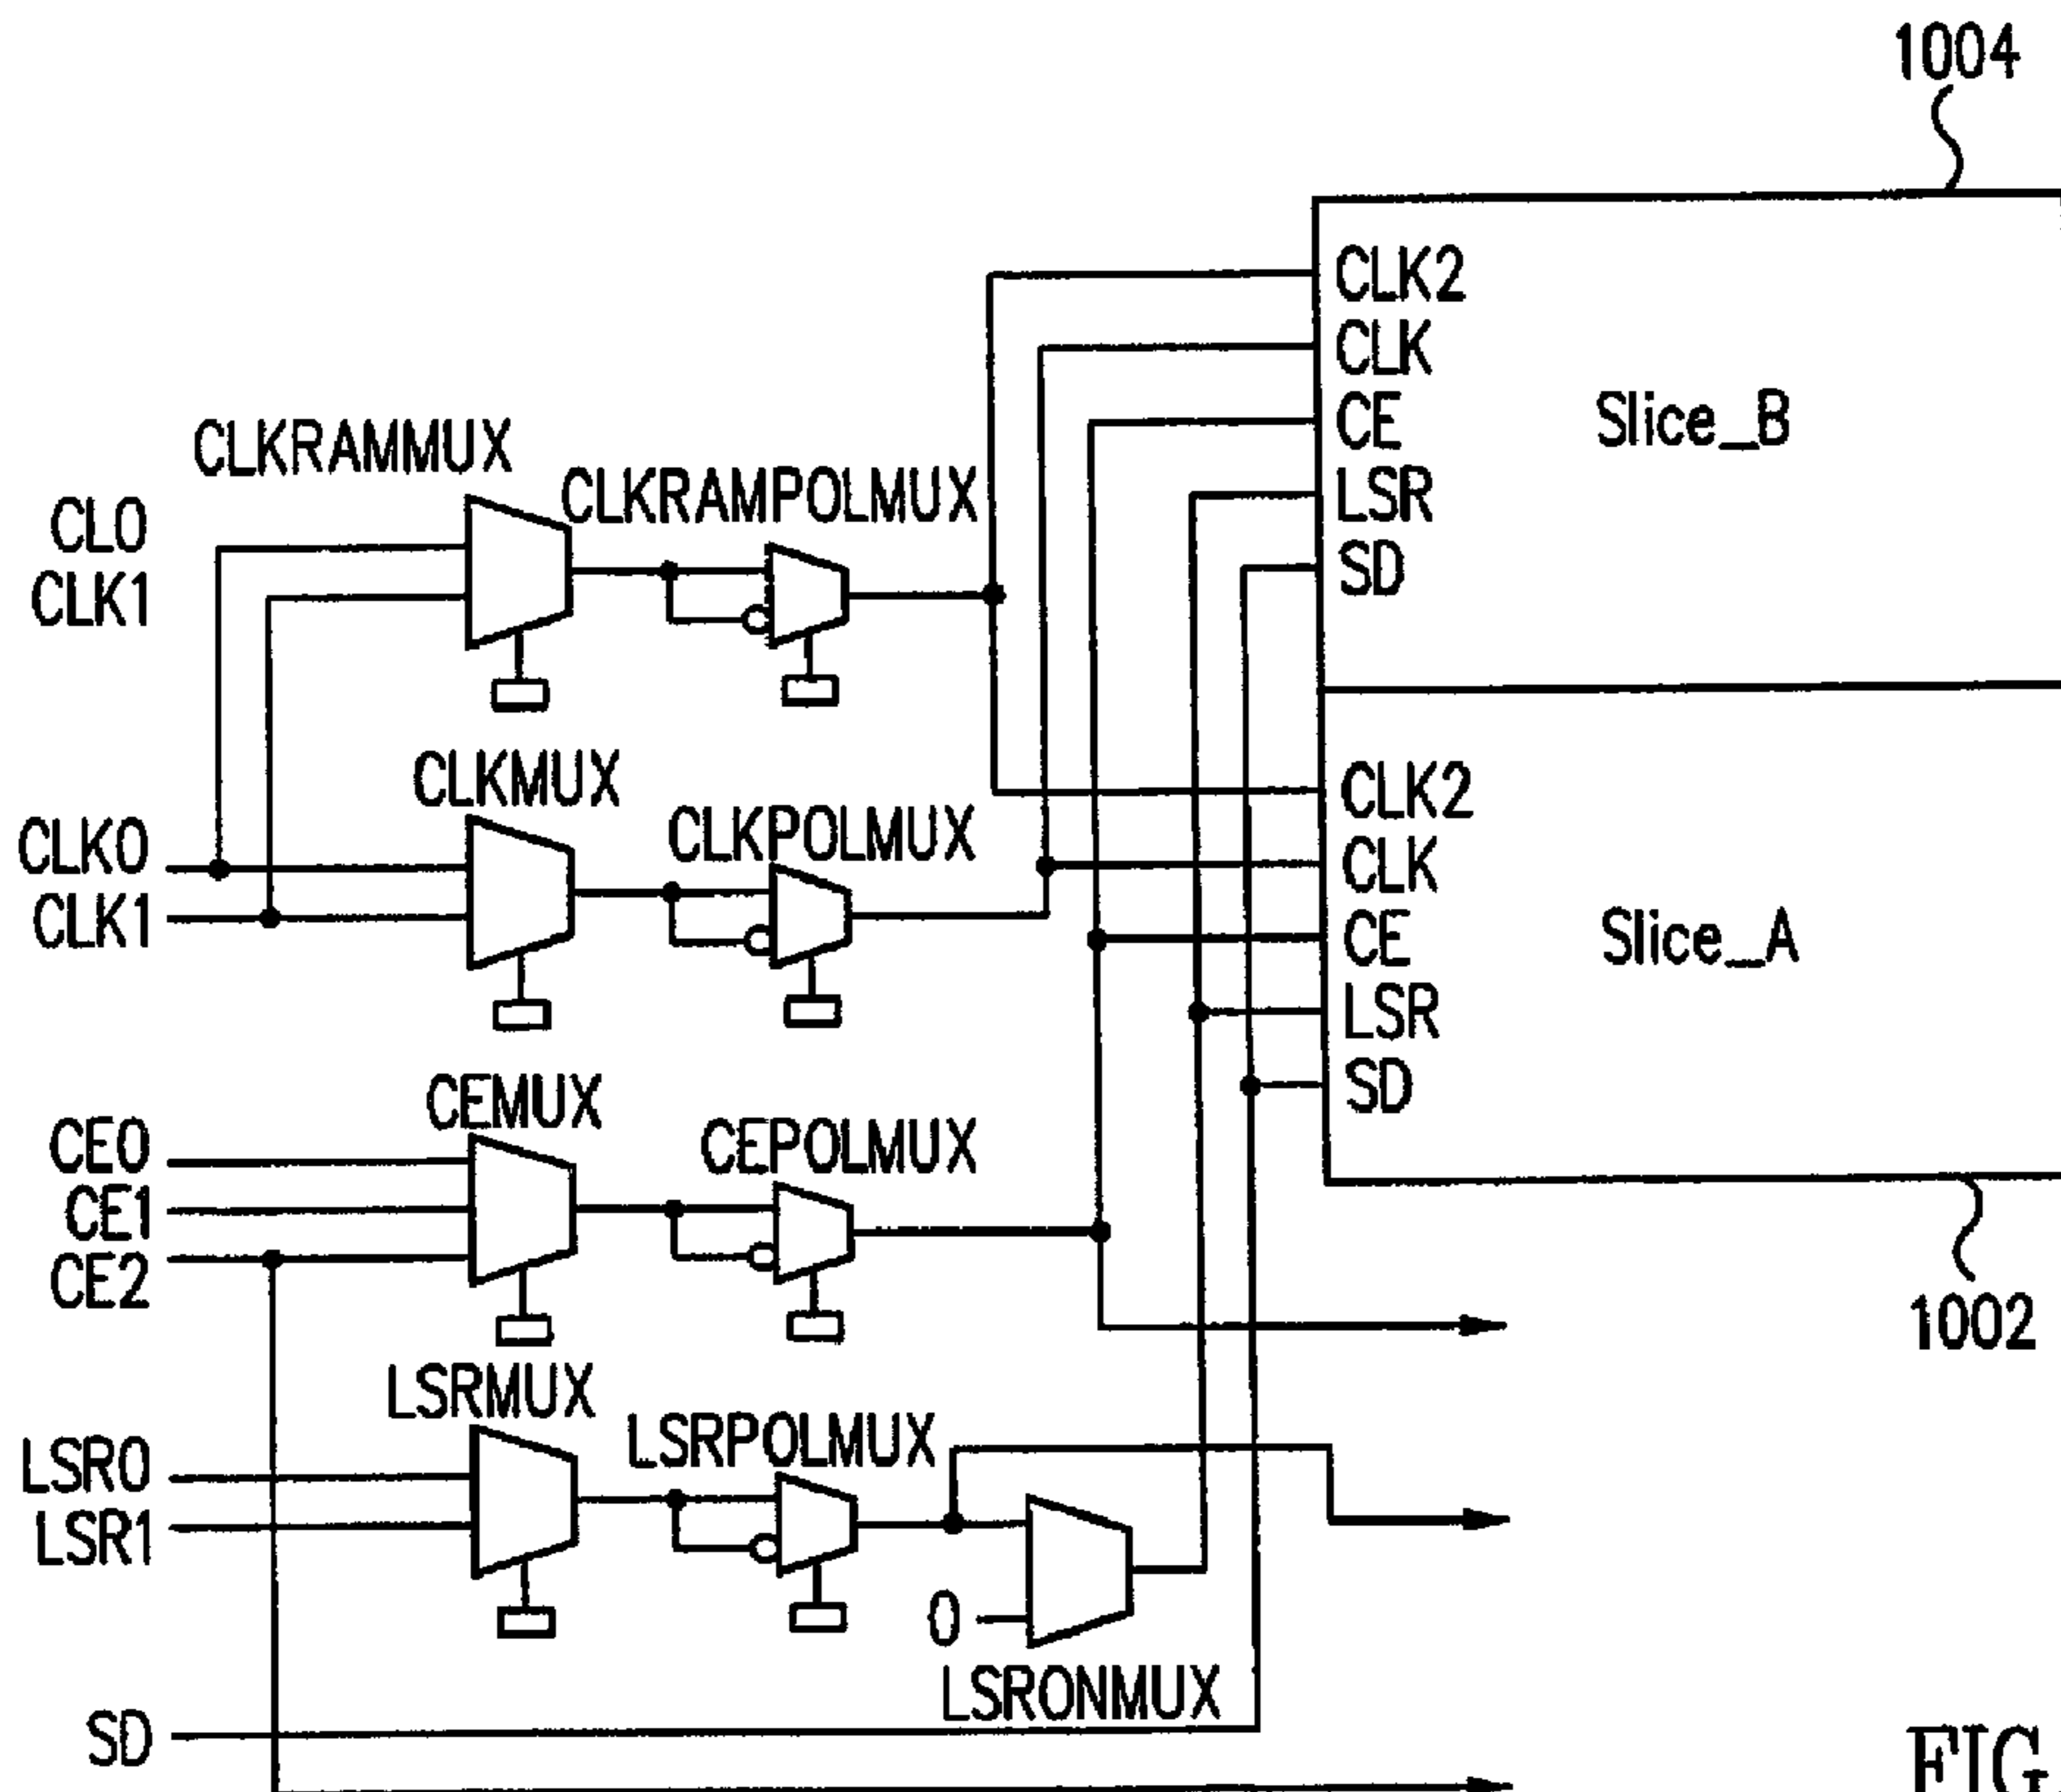 1004
CLK2
CLK
CE
LSR
SD
Slice_B
CLKRAMMUX
CLKRAMPOLMUX
CL0
CLK1
CLKMUX
CLKPOLMUX
CLK0
CLK1
CLK2
CLK
CE
LSR
SD
Slice_A
CEMUX
CEPOLMUX
CE0
CE1
CE2
1002
LSRMUX
LSRPOLMUX
LSR0
LSR1
0
LSRONMUX
SD
FIG